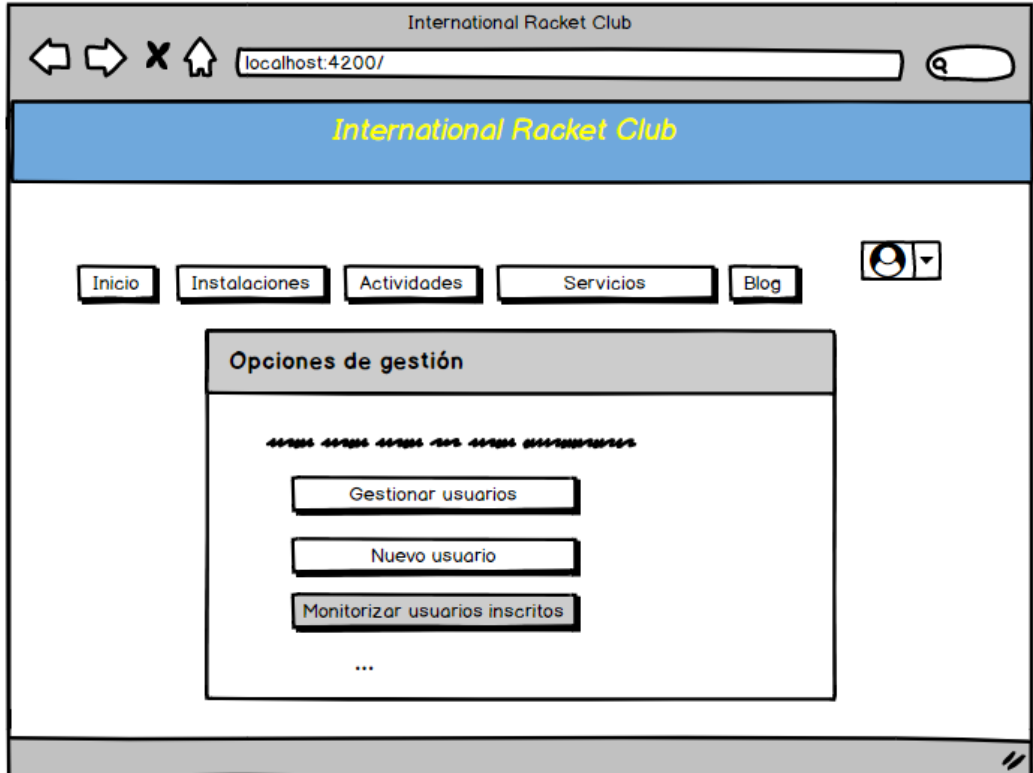 International Racket Club
localhost:4200/
International Racket Club
Inicio
Instalaciones
Actividades
Servicios
Blog
Opciones de gestión
Gestionar usuarios
Nuevo usuario
Monitorizar usuarios inscritos
...